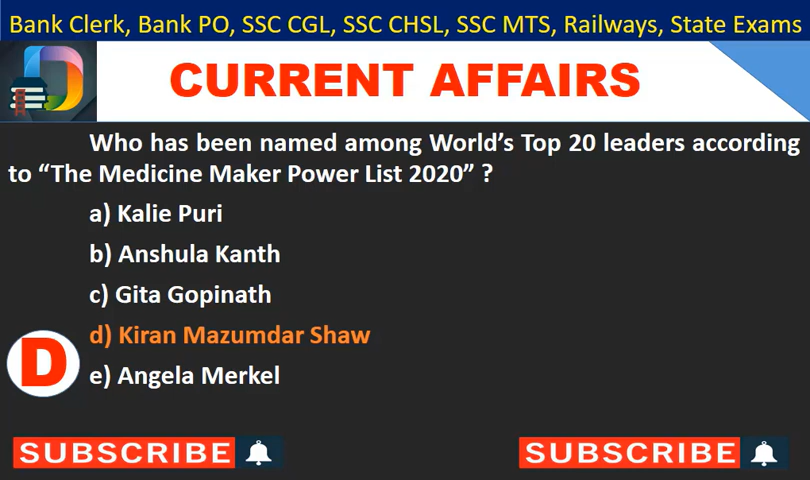 Bank Clerk, Bank PO, SSC CGL, SSC CHSL, SSC MTS, Railways, State Exams
CURRENT AFFAIRS
Who has been named among World's Top 20 leaders according
to “The Medicine Maker Power List 2020” ?
a) Kalie Puri
b) Anshula Kanth
c) Gita Gopinath
d) Kiran Mazumdar Shaw
D
e) Angela Merkel
SUBSCRIBE
SUBSCRIBE